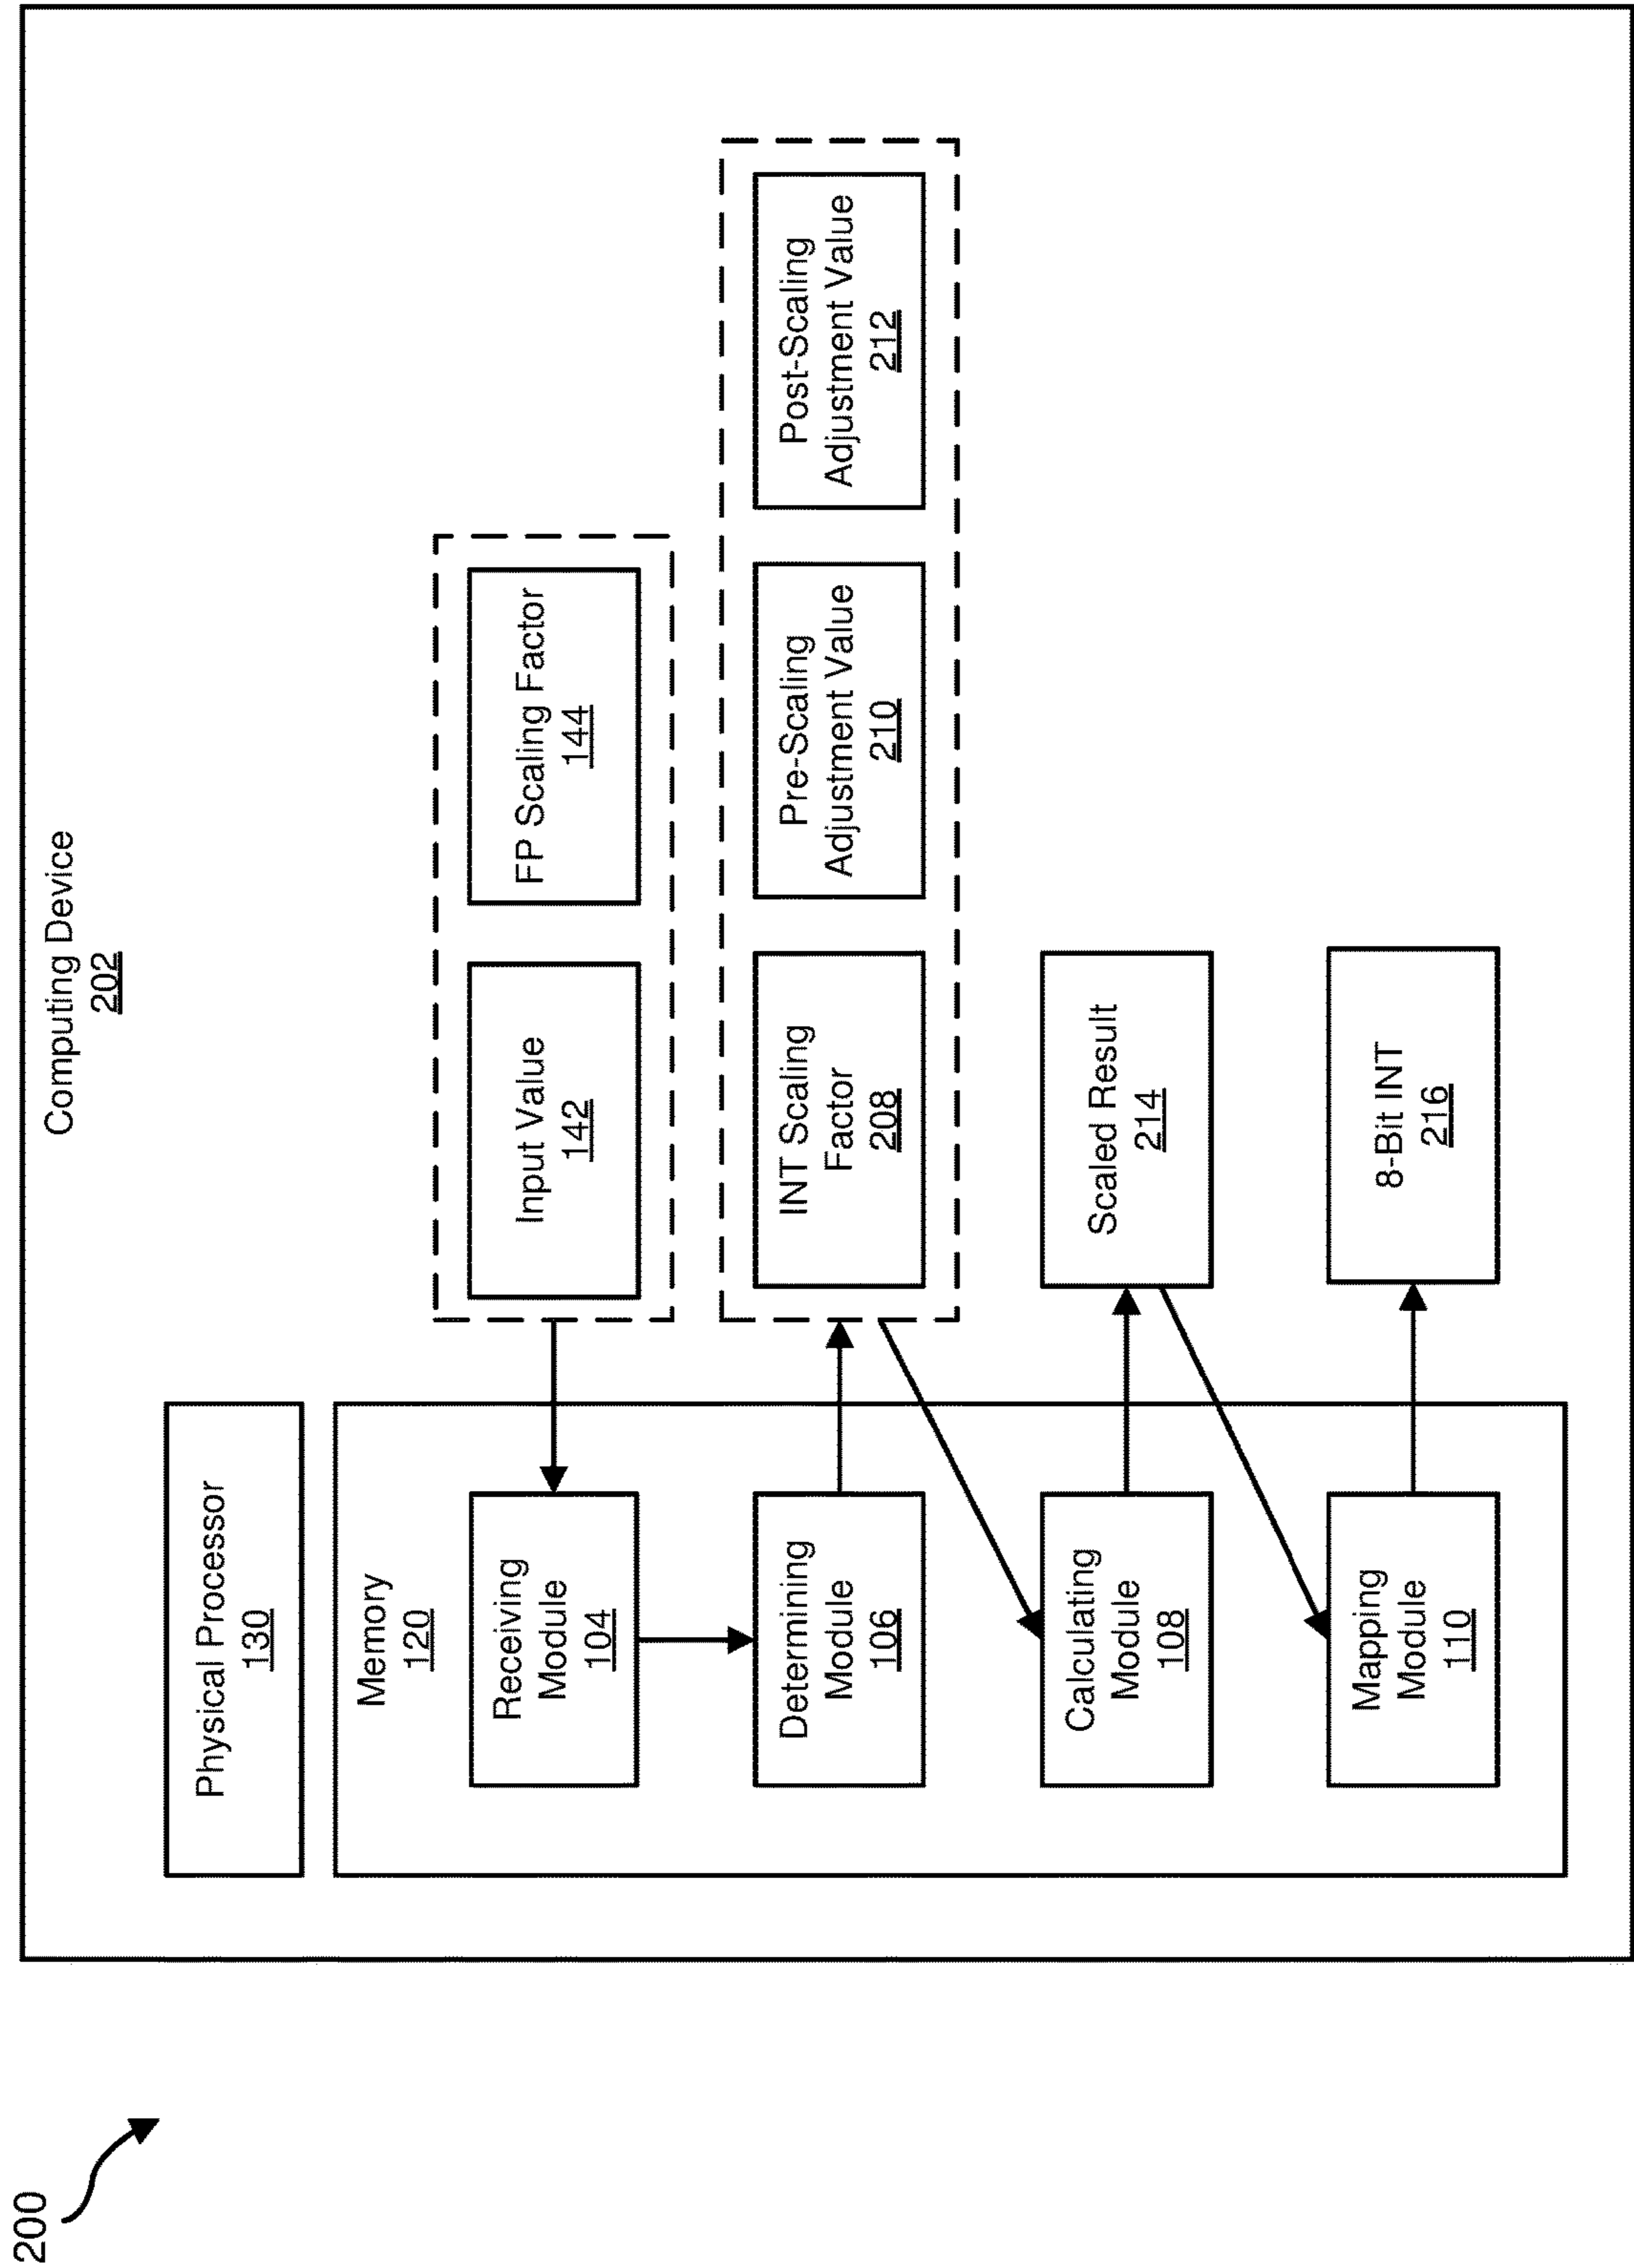 200
Computing Device
202
Physical Processor
130
Memory
120
Receiving
Module
104
Input Value
142
FP Scaling Factor
144
Determining
Module
106
INT Scaling
Factor
208
Pre-Scaling
Adjustment Value
210
Post-Scaling
Adjustment Value
212
Calculating
Module
108
Scaled Result
214
Mapping
Module
110
8-Bit INT
216